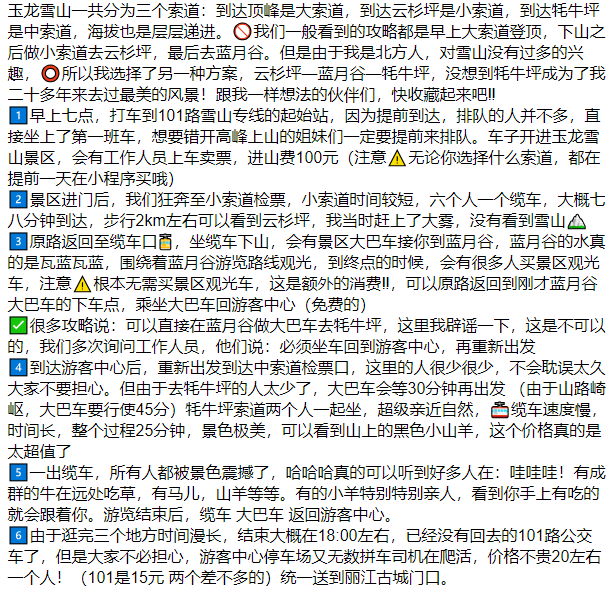 玉龙雪山一共分为三个索道：到达顶峰是大索道，到达云杉坪是小索道，到达牦牛坪
是中索道，海拔也是层层递进。🚫我们一般看到的攻略都是早上大索道登顶，下山之
后做小索道去云杉坪，最后去蓝月谷。但是由于我是北方人，对雪山没有过多的兴
趣，⭕所以我选择了另一种方案，云杉坪—蓝月谷—牦牛坪，没想到牦牛坪成为了我
二十多年来去过最美的风景！跟我一样想法的伙伴们，快收藏起来吧‼
1️⃣早上七点，打车到101路雪山专线的起始站，因为提前到达，排队的人并不多，直
接坐上了第一班车，想要错开高峰上山的姐妹们一定要提前来排队。车子开进玉龙雪
山景区，会有工作人员上车卖票，进山费100元（注意⚠️无论你选择什么索道，都在
提前一天在小程序买哦）
2️⃣景区进门后，我们狂奔至小索道检票，小索道时间较短，六个人一个缆车，大概七
八分钟到达，步行2km左右可以看到云杉坪，我当时赶上了大雾，没有看到雪山🏔
3️⃣原路返回至缆车口🚡，坐缆车下山，会有景区大巴车接你到蓝月谷，蓝月谷的水真
的是瓦蓝瓦蓝，围绕着蓝月谷游览路线观光，到终点的时候，会有很多人买景区观光
车，注意⚠️根本无需买景区观光车，这是额外的消费‼，可以原路返回到刚才蓝月谷
大巴车的下车点，乘坐大巴车回游客中心（免费的）
✅很多攻略说：可以直接在蓝月谷做大巴车去牦牛坪，这里我辟谣一下，这是不可以
的，我们多次询问工作人员，他们说：必须坐车回到游客中心，再重新出发
4️⃣到达游客中心后，重新出发到达中索道检票口，这里的人很少很少，不会耽误太久
大家不要担心。但由于去牦牛坪的人太少了，大巴车会等30分钟再出发 （由于山路崎
岖，大巴车要行使45分）牦牛坪索道两个人一起坐，超级亲近自然，🚠缆车速度慢，
时间长，整个过程25分钟，景色极美，可以看到山上的黑色小山羊，这个价格真的是
太超值了
5️⃣一出缆车，所有人都被景色震撼了，哈哈哈真的可以听到好多人在：哇哇哇！有成
群的牛在远处吃草，有马儿，山羊等等。有的小羊特别特别亲人，看到你手上有吃的
就会跟着你。游览结束后，缆车 大巴车 返回游客中心。
6️⃣由于逛完三个地方时间漫长，结束大概在18:00左右，已经没有回去的101路公交
车了，但是大家不必担心，游客中心停车场又无数拼车司机在爬活，价格不贵20左右
一个人！（101是15元 两个差不多的）统一送到丽江古城门口。